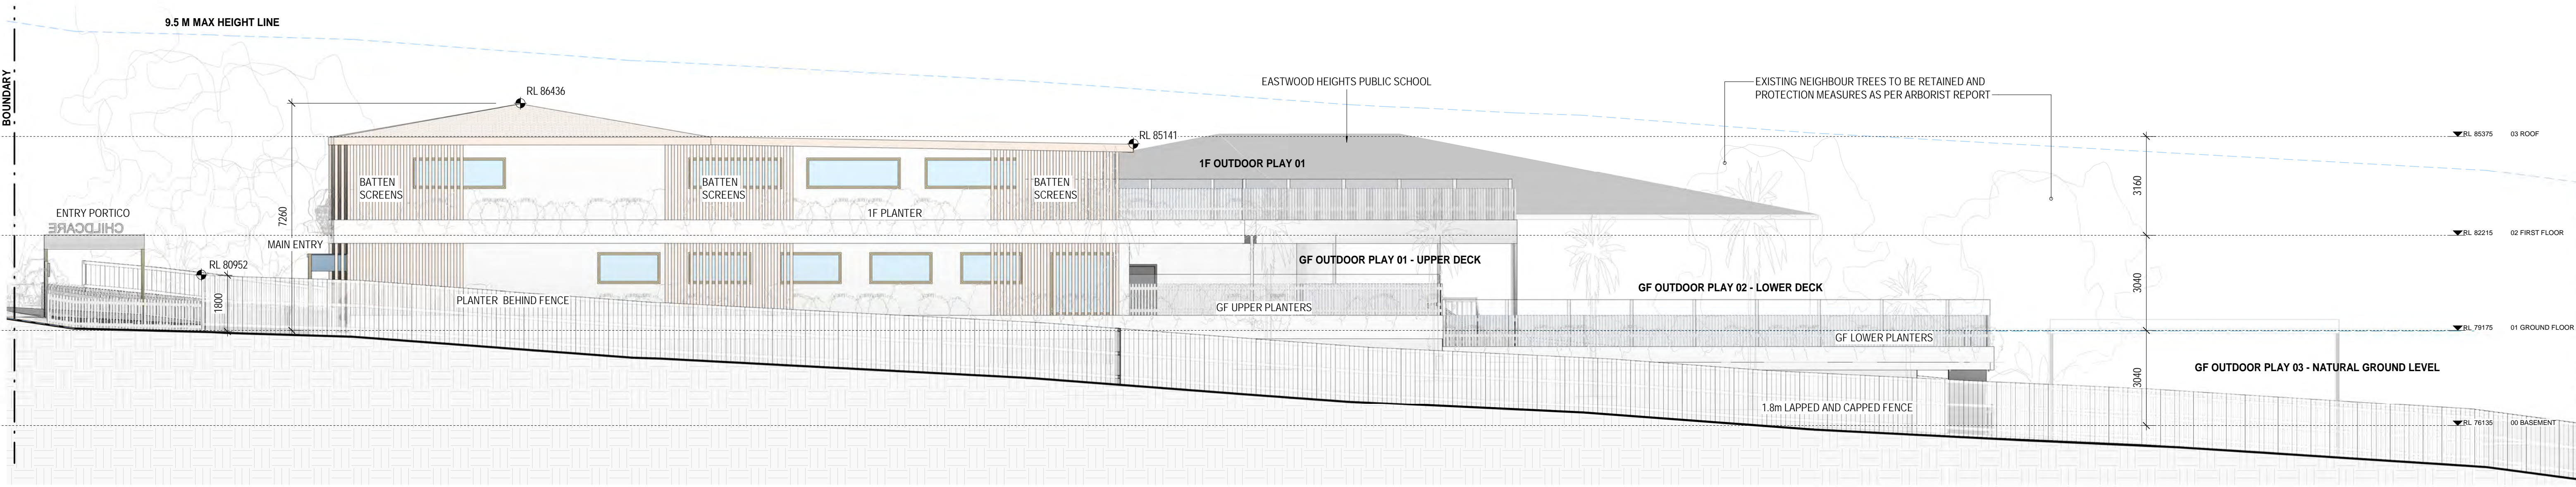 9.5 M MAX HEIGHT LINE
BOUNDARY
RL 86436
EASTWOOD HEIGHTS PUBLIC SCHOOL
EXISTING NEIGHBOUR TREES TO BE RETAINED AND
PROTECTION MEASURES AS PER ARBORIST REPORT
RL 85141
RL 85375
03 ROOF
1F OUTDOOR PLAY 01
BATTEN
SCREENS
BATTEN
SCREENS
BATTEN
SCREENS
3160
7260
ENTRY PORTICO
1F PLANTER
CHILDCARE
MAIN ENTRY
RL 82215
02 FIRST FLOOR
RL 80952
GF OUTDOOR PLAY 01 - UPPER DECK
3040
GF OUTDOOR PLAY 02 - LOWER DECK
1800
PLANTER BEHIND FENCE
GF UPPER PLANTERS
RL 79175
01 GROUND FLOOR
GF LOWER PLANTERS
GF OUTDOOR PLAY 03 - NATURAL GROUND LEVEL
3040
1.8m LAPPED AND CAPPED FENCE
RL 76135
00 BASEMENT